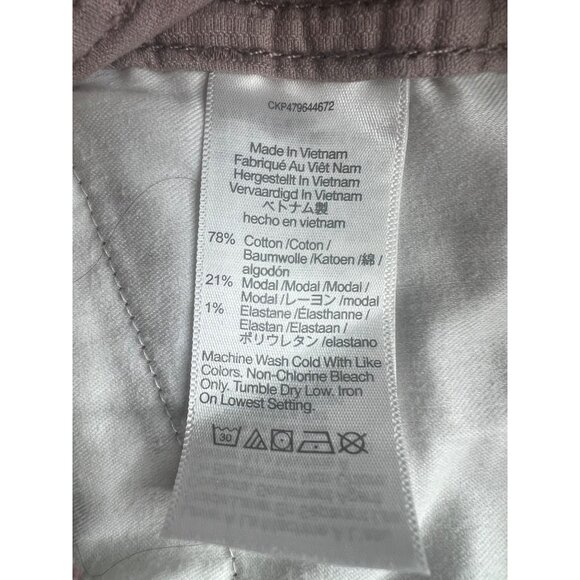 CKP479644672
Made In Vietnam
Fabriqué Au Viêt Nam
Hergestellt In Vietnam
Vervaardigd In Vietnam
ベトナム製
hecho en vietnam
78% Cotton /Coton /
Baumwolle /Katoen /綿 /
algodón
21% Modal /Modal /Modal /
Modal /レーヨン /modal
1% Elastane /Élasthanne /
Elastan /Elastaan /
ポリウレタン /elastano
Machine Wash Cold With Like
Colors. Non-Chlorine Bleach
Only. Tumble Dry Low. Iron
On Lowest Setting.
30